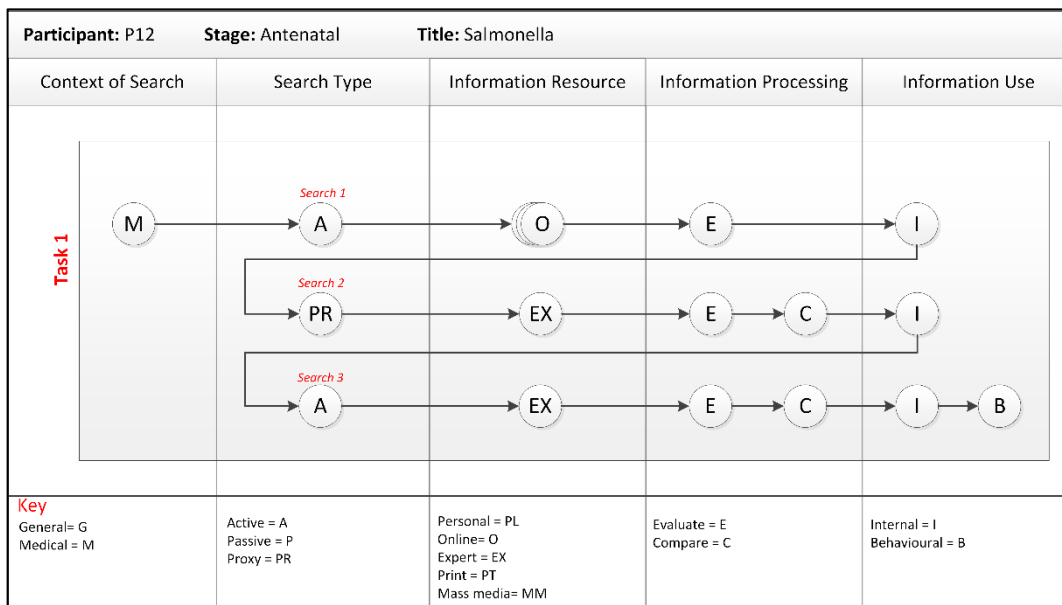 Participant: P12 Stage: Antenatal Title: Salmonella
Context of Search Search Type Information Resource Information Processing Information Use
Task 1
Search 1
M A O E I
Search 2
PR EX E C I
Search 3
A EX E C I B
Key
General= G
Medical = M
Active = A
Passive = P
Proxy = PR
Personal = PL
Online= O
Expert = EX
Print = PT
Mass media= MM
Evaluate = E
Compare = C
Internal = I
Behavioural = B